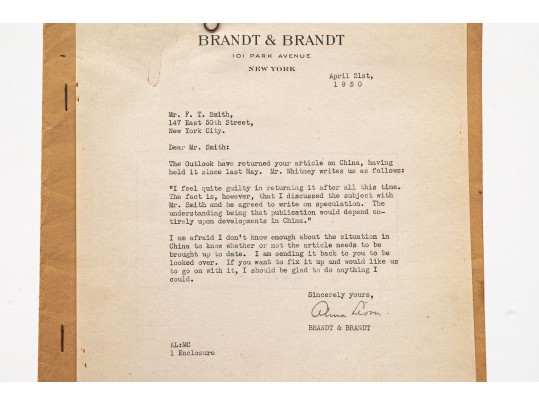 BRANDT & BRANDT
101 PARK AVENUE
NEW YORK
April 21st,
1930
Mr. F. T. Smith,
147 East 50th Street,
New York City.
Dear Mr. Smith:
The Outlook have returned your article on China, having
held it since last May. Mr. Whitney writes us as follows:
"I feel quite guilty in returning it after all this time.
The fact is, however, that I discussed the subject with
Mr. Smith and he agreed to write on speculation. The
understanding being that publication would depend en-
tirely upon developments in China."
I am afraid I don't know enough about the situation in
China to know whether or not the article needs to be
brought up to date. I am sending it back to you to be
looked over. If you want to fix it up and would like us
to go on with it, I should be glad to do anything I
could.
Sincerely yours,
BRANDT & BRANDT
AL:MC
1 Enclosure